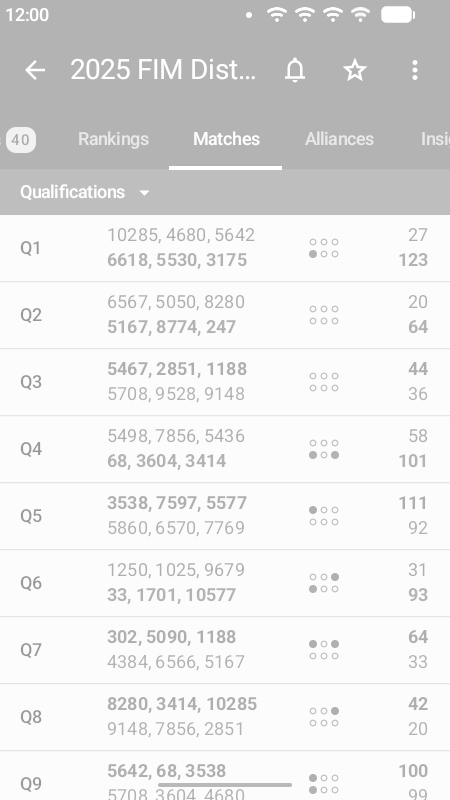 12:00
2025 FIM Dist…
40 Rankings Matches Alliances Insi
Qualifications
Q1
10285, 4680, 5642 27
6618, 5530, 3175 123
Q2
6567, 5050, 8280 20
5167, 8774, 247 64
Q3
5467, 2851, 1188 44
5708, 9528, 9148 36
Q4
5498, 7856, 5436 58
68, 3604, 3414 101
Q5
3538, 7597, 5577 111
5860, 6570, 7769 92
Q6
1250, 1025, 9679 31
33, 1701, 10577 93
Q7
302, 5090, 1188 64
4384, 6566, 5167 33
Q8
8280, 3414, 10285 42
9148, 7856, 2851 20
Q9
5642, 68, 3538 100
5708, 3604, 4680 99